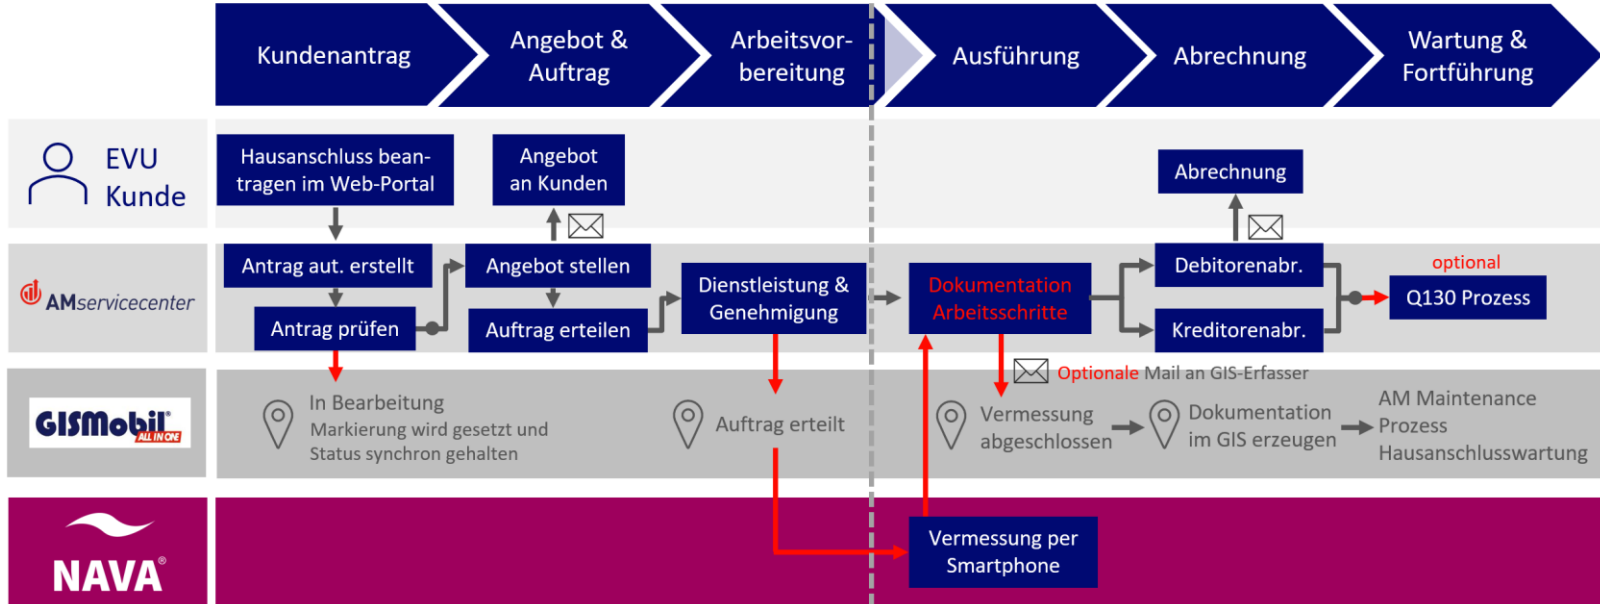 Kundenantrag
Angebot &
Auftrag
Arbeitsvor-
bereitung
Ausführung
Abrechnung
Wartung &
Fortführung
EVU
Kunde
Hausanschluss bean-
tragen im Web-Portal
Angebot
an Kunden
Abrechnung
AMservicecenter
Antrag aut. erstellt
Antrag prüfen
Angebot stellen
Auftrag erteilen
Dienstleistung &
Genehmigung
Dokumentation
Arbeitsschritte
Debitorenabr.
Kreditorenabr.
optional
Q130 Prozess
Optionale Mail an GIS-Erfasser
GISMobil®
ALL IN ONE
In Bearbeitung
Markierung wird gesetzt und
Status synchron gehalten
Auftrag erteilt
Vermessung
abgeschlossen
Dokumentation
im GIS erzeugen
AM Maintenance
Prozess
Hausanschlusswartung
NAVA®
Vermessung per
Smartphone